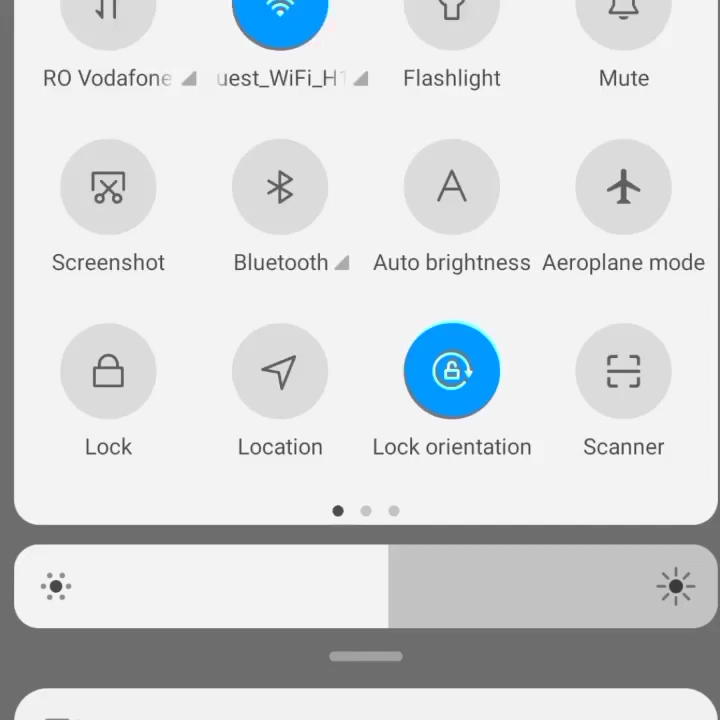 RO Vodafone uest_WiFi_H Flashlight Mute
Screenshot Bluetooth Auto brightness Aeroplane mode
Lock Location Lock orientation Scanner